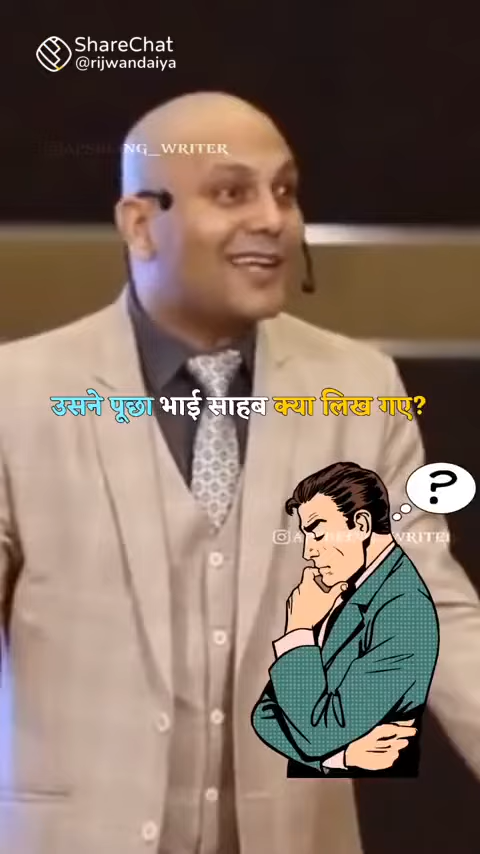 ShareChat
@rijwandaiya
उसने पूछा भाई साहब क्या लिख गए?
?